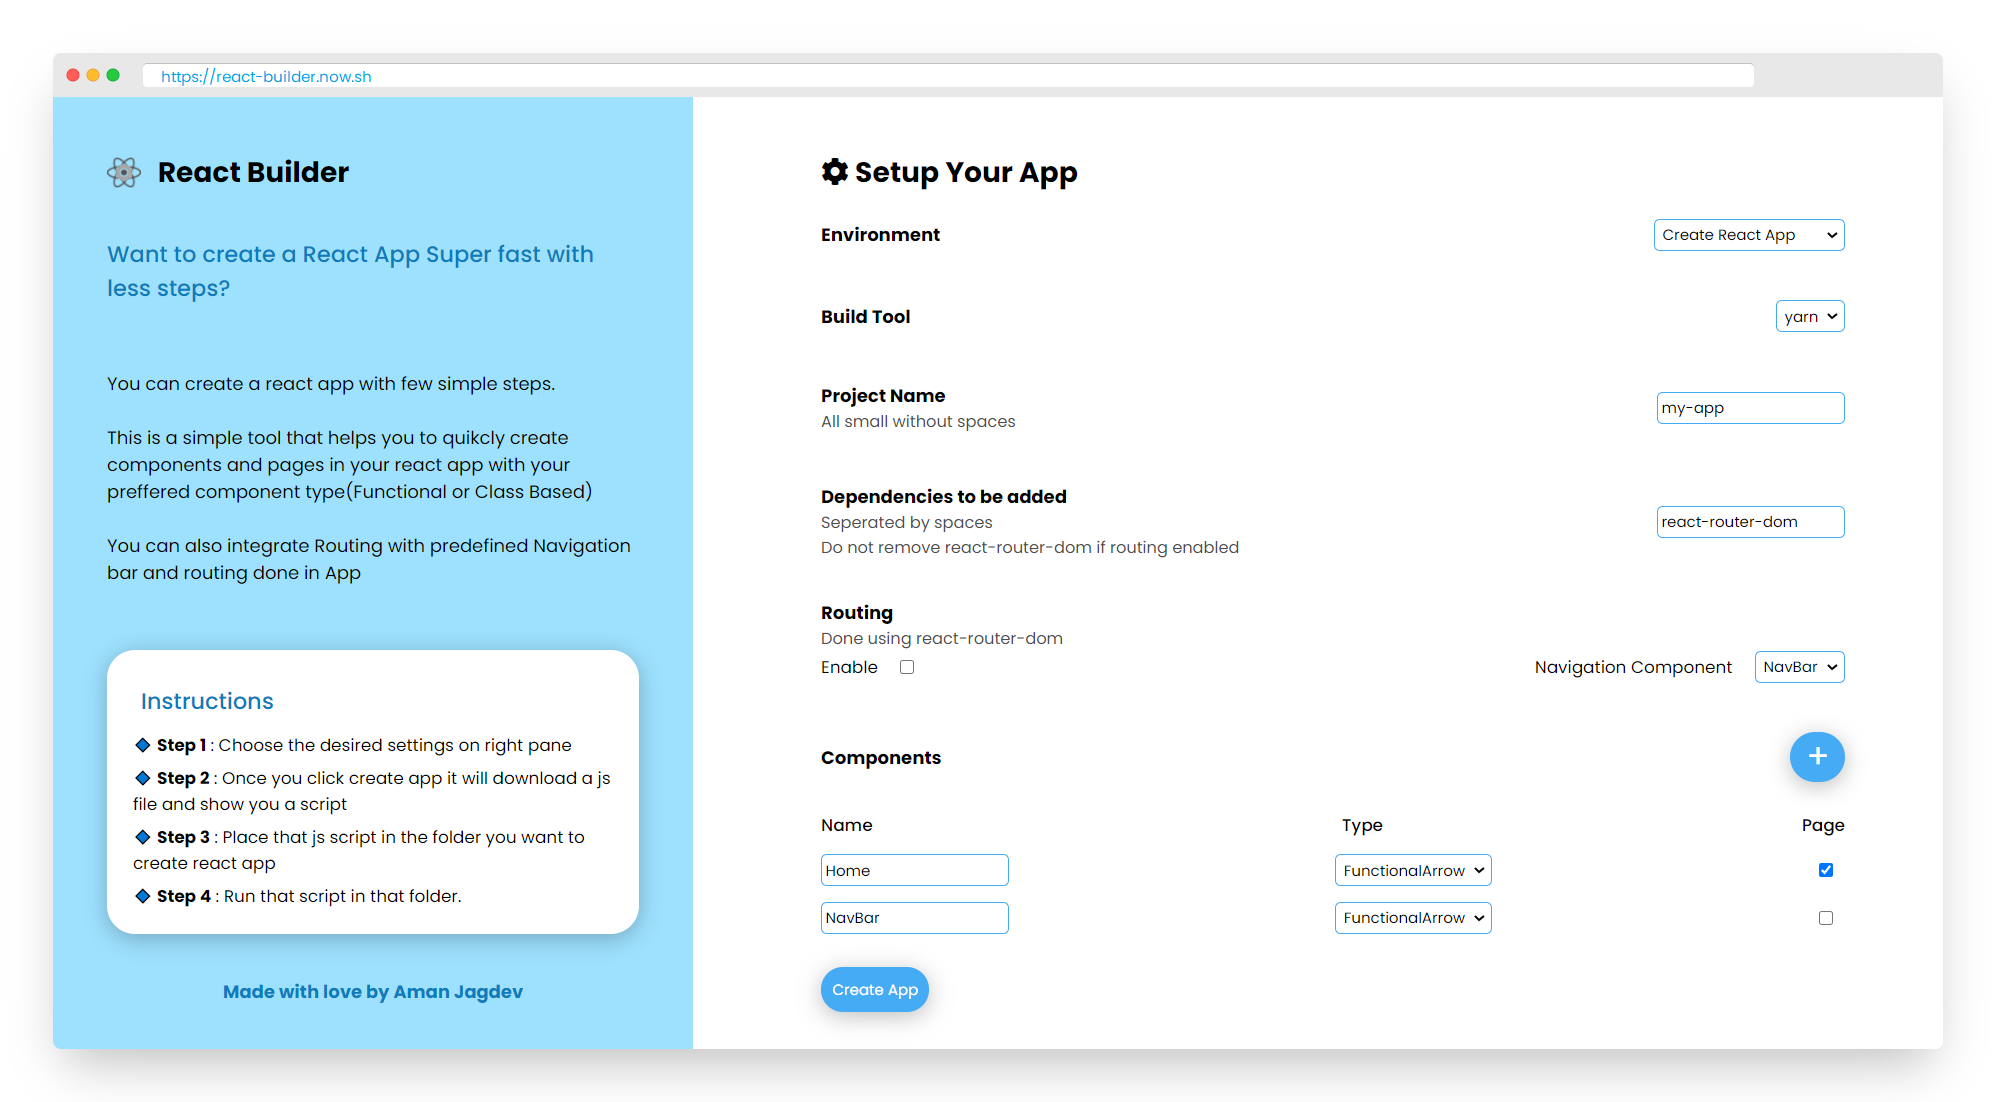 https://react-builder.now.sh
React Builder
Want to create a React App Super fast with
less steps?
You can create a react app with few simple steps.
This is a simple tool that helps you to quikcly create
components and pages in your react app with your
preffered component type(Functional or Class Based)
You can also integrate Routing with predefined Navigation
bar and routing done in App
Instructions
Step 1 : Choose the desired settings on right pane
Step 2 : Once you click create app it will download a js
file and show you a script
Step 3 : Place that js script in the folder you want to
create react app
Step 4 : Run that script in that folder.
Made with love by Aman Jagdev
Setup Your App
Environment
Create React App
Build Tool
yarn
Project Name
All small without spaces
my-app
Dependencies to be added
Seperated by spaces
Do not remove react-router-dom if routing enabled
react-router-dom
Routing
Done using react-router-dom
Enable
Navigation Component
NavBar
Components
+
Name Type Page
Home FunctionalArrow
NavBar FunctionalArrow
Create App